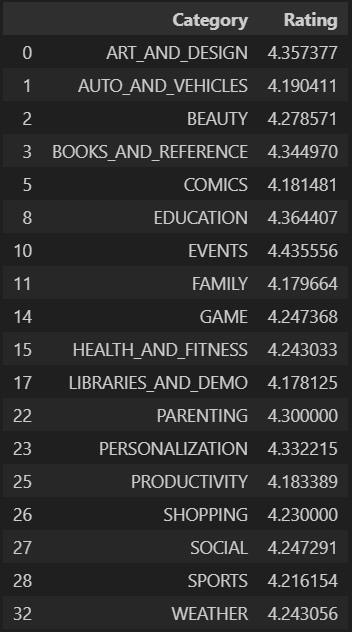 Category Rating
0 ART_AND_DESIGN 4.357377
1 AUTO_AND_VEHICLES 4.190411
2 BEAUTY 4.278571
3 BOOKS_AND_REFERENCE 4.344970
5 COMICS 4.181481
8 EDUCATION 4.364407
10 EVENTS 4.435556
11 FAMILY 4.179664
14 GAME 4.247368
15 HEALTH_AND_FITNESS 4.243033
17 LIBRARIES_AND_DEMO 4.178125
22 PARENTING 4.300000
23 PERSONALIZATION 4.332215
25 PRODUCTIVITY 4.183389
26 SHOPPING 4.230000
27 SOCIAL 4.247291
28 SPORTS 4.216154
32 WEATHER 4.243056